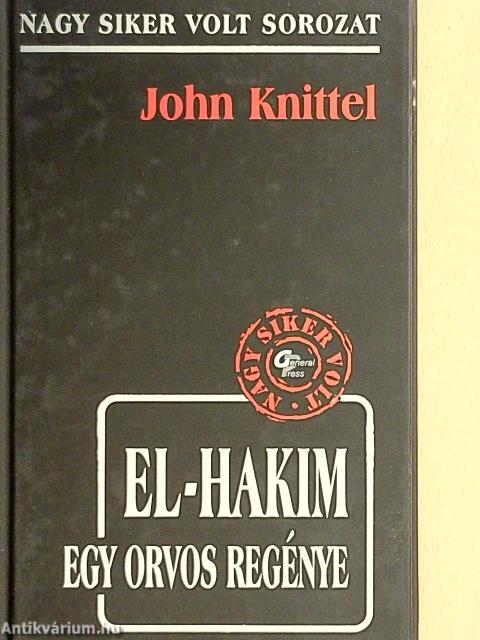 NAGY SIKER VOLT SOROZAT
John Knittel
NAGY SIKER VOLT
General
Press
EL-HAKIM
EGY ORVOS REGÉNYE
Antikvárium.hu